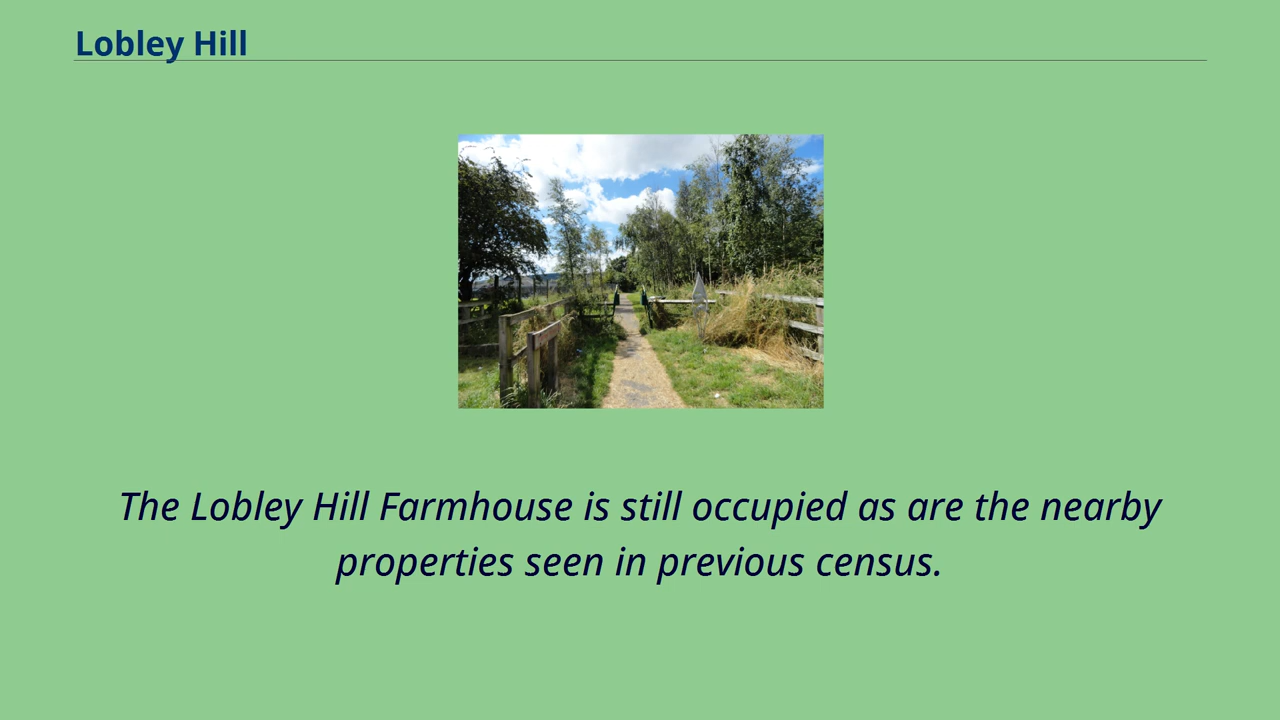 Lobley Hill
The Lobley Hill Farmhouse is still occupied as are the nearby
properties seen in previous census.